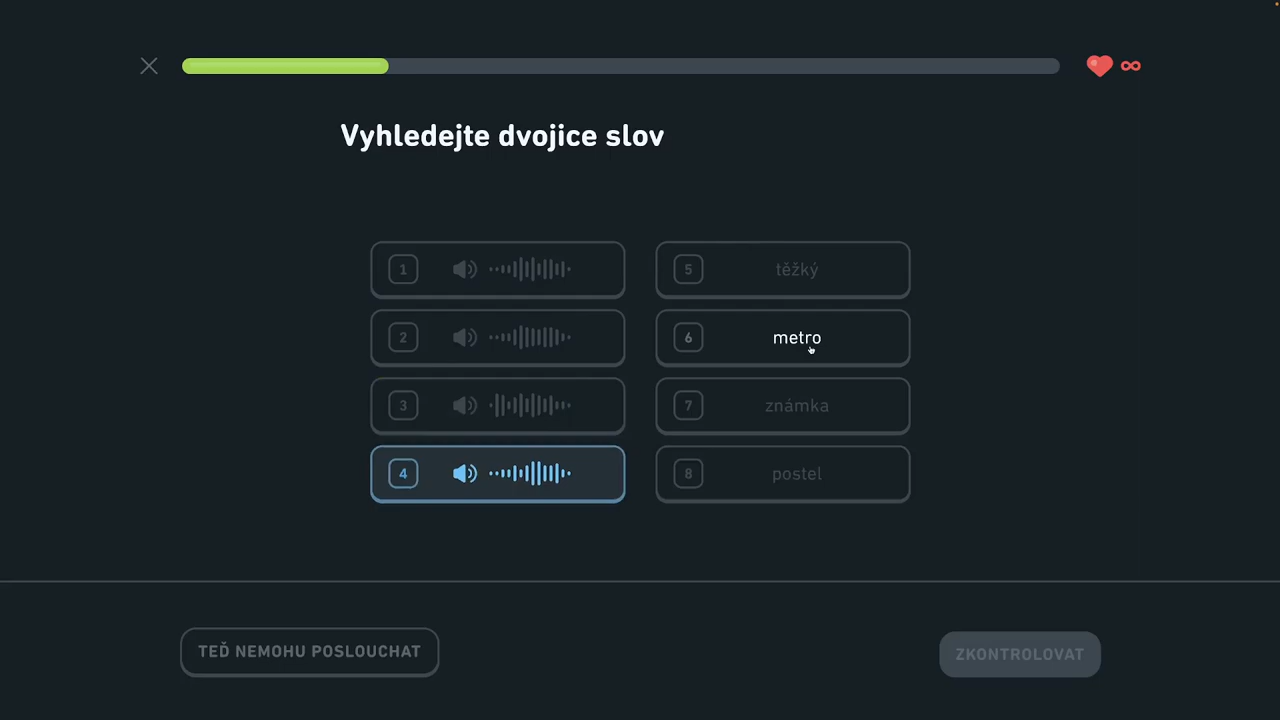 Vyhledejte dvojice slov
1
5 těžký
2
6 metro
3
7 známka
4
8 postel
TEĎ NEMOHU POSLOUCHAT
ZKONTROLOVAT